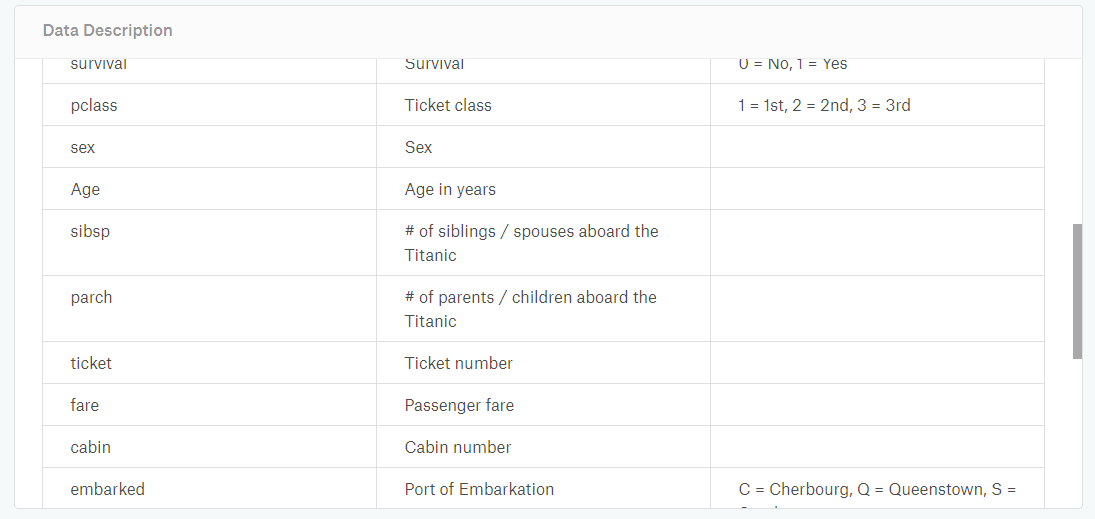 Data Description
survival Survival 0 = No, 1 = Yes
pclass Ticket class 1 = 1st, 2 = 2nd, 3 = 3rd
sex Sex
Age Age in years
sibsp # of siblings / spouses aboard the
Titanic
parch # of parents / children aboard the
Titanic
ticket Ticket number
fare Passenger fare
cabin Cabin number
embarked Port of Embarkation C = Cherbourg, Q = Queenstown, S =